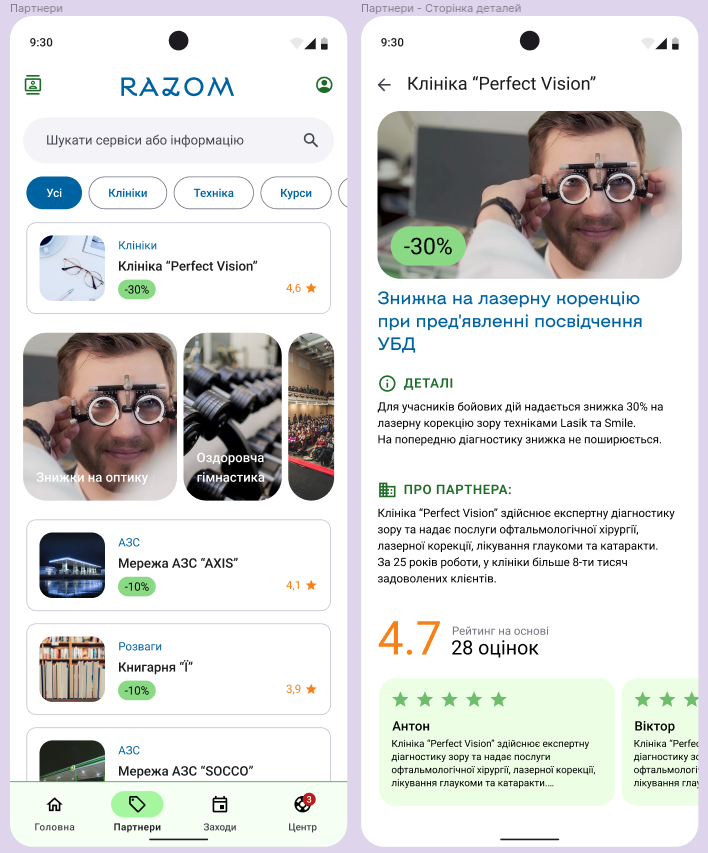 Партнери
9:30
RAZOM
Шукати сервіси або інформацію
Усі
Клініки
Техніка
Курси
Клініки
Клініка “Perfect Vision”
-30%
4,6
Знижки на оптику
Оздоровча
гімнастика
АЗС
Мережа АЗС “AXIS”
-10%
4,1
Розваги
Книгарня “Ї”
-10%
3,9
АЗС
Мережа АЗС “SOCCO”
3
Головна
Партнери
Заходи
Центр
Партнери - Сторінка деталей
9:30
Клініка “Perfect Vision”
-30%
Знижка на лазерну корекцію
при пред'явленні посвідчення
УБД
ДЕТАЛІ
Для учасників бойових дій надається знижка 30% на
лазерну корекцію зору техніками Lasik та Smile.
На попередню діагностику знижка не поширюється.
ПРО ПАРТНЕРА:
Клініка “Perfect Vision” здійснює експертну діагностику
зору та надає послуги офтальмологічної хірургії,
лазерної корекції, лікування глаукоми та катаракти.
За 25 років роботи, у клініки більше 8-ти тисяч
задоволених клієнтів.
4.7
Рейтинг на основі
28 оцінок
Антон
Клініка “Perfect Vision” здійснює експертну
діагностику зору та надає послуги
офтальмологічної хірургії, лазерної корекції,
лікування глаукоми та катаракти....
Віктор
Клініка “Perfec
діагностику зо
офтальмологі
лікування глау